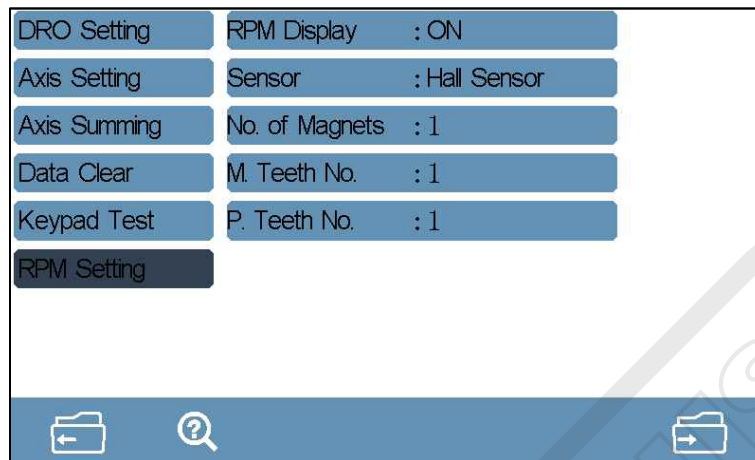 DRO Setting RPM Display : ON
Axis Setting Sensor : Hall Sensor
Axis Summing No. of Magnets : 1
Data Clear M. Teeth No. : 1
Keypad Test P. Teeth No. : 1
RPM Setting